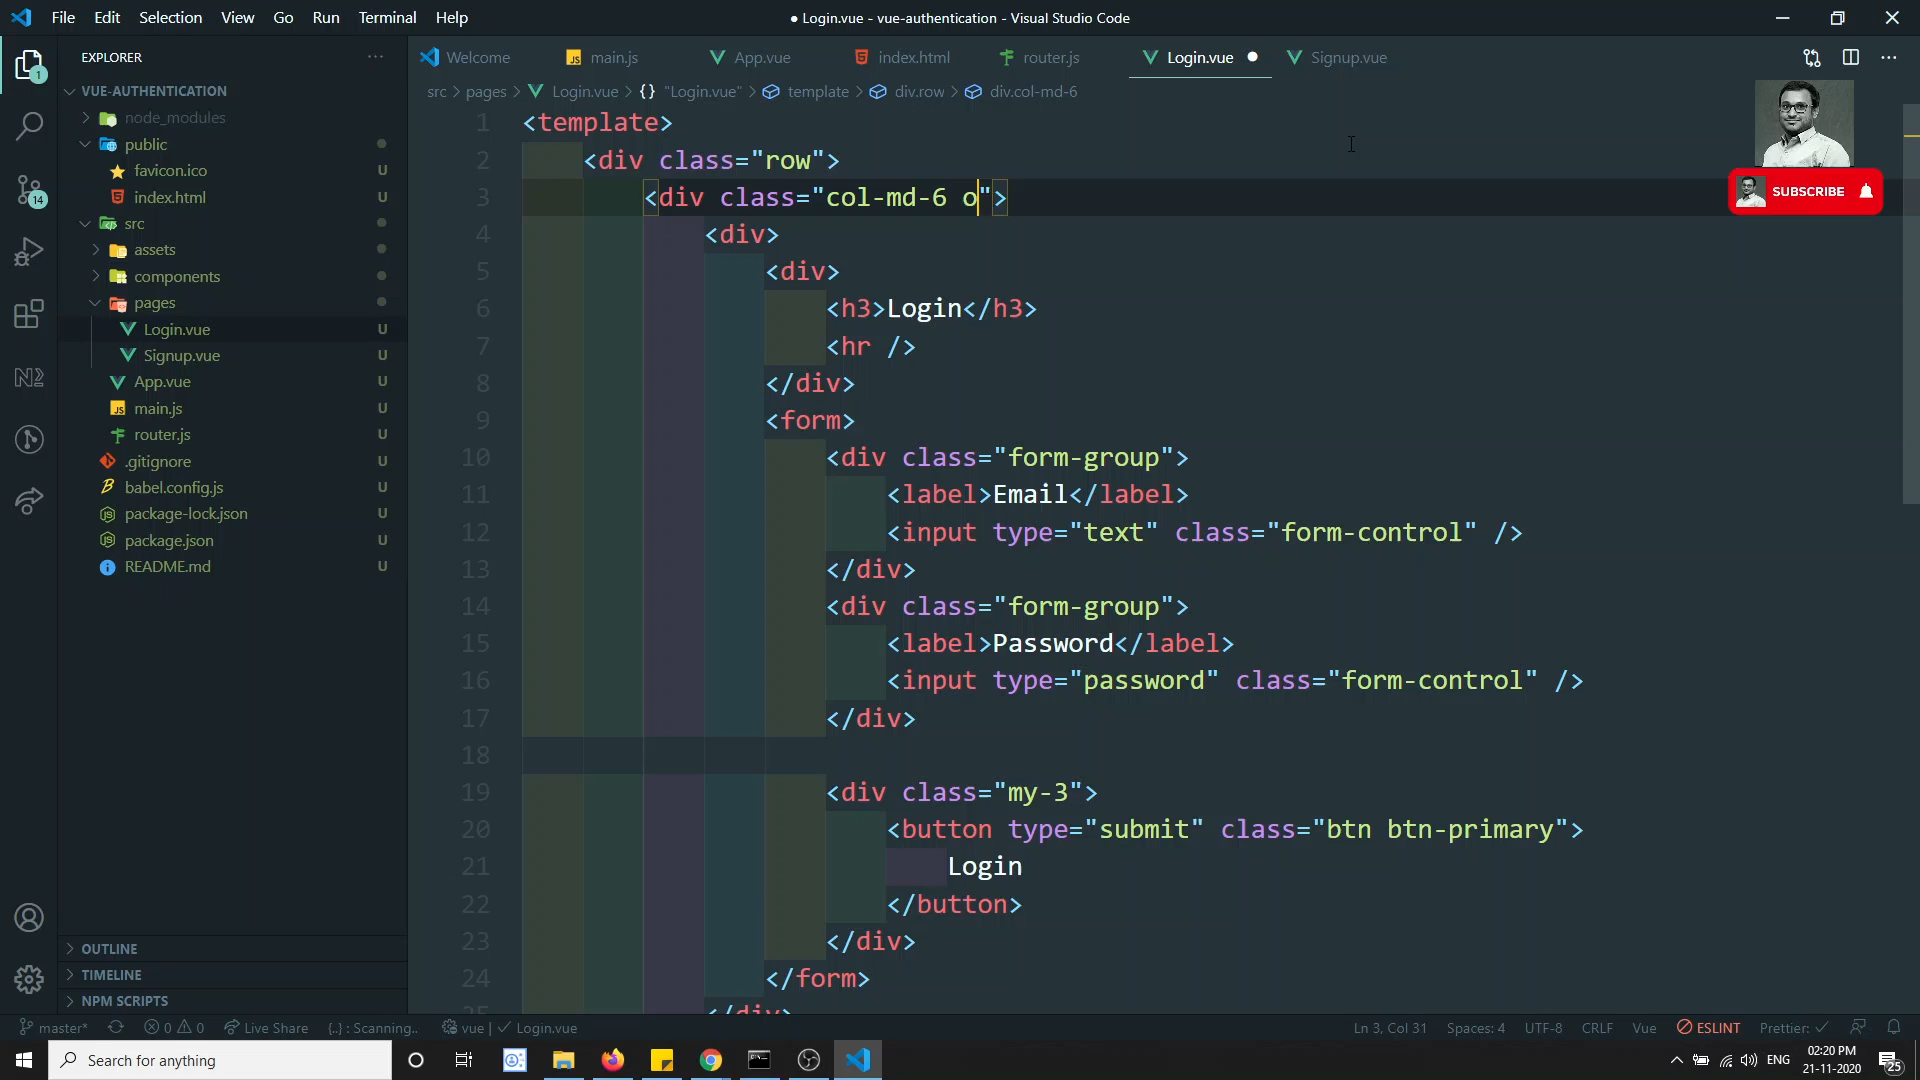 File Edit Selection View Go Run Terminal Help
● Login.vue - vue-authentication - Visual Studio Code
EXPLORER
Welcome
main.js
App.vue
index.html
router.js
Login.vue
Signup.vue
src > pages > Login.vue > {} "Login.vue" > template > div.row > div.col-md-6
VUE-AUTHENTICATION
node_modules
public
favicon.ico
index.html
src
assets
components
pages
Login.vue U
Signup.vue U
App.vue U
main.js U
router.js U
.gitignore U
babel.config.js U
package-lock.json U
package.json U
README.md U
OUTLINE
TIMELINE
NPM SCRIPTS
1
14
1 <template>
2 <div class="row">
3 <div class="col-md-6 o">
4 <div>
5 <div>
6 <h3>Login</h3>
7 <hr />
8 </div>
9 <form>
10 <div class="form-group">
11 <label>Email</label>
12 <input type="text" class="form-control" />
13 </div>
14 <div class="form-group">
15 <label>Password</label>
16 <input type="password" class="form-control" />
17 </div>
18
19 <div class="my-3">
20 <button type="submit" class="btn btn-primary">
21 Login
22 </button>
23 </div>
24 </form>
25 </div>
SUBSCRIBE
master* 0 0 Live Share {..} : Scanning.. vue | ✓ Login.vue
Ln 3, Col 31 Spaces: 4 UTF-8 CRLF Vue ESLINT Prettier: ✓
Search for anything
ENG
02:20 PM
21-11-2020
25